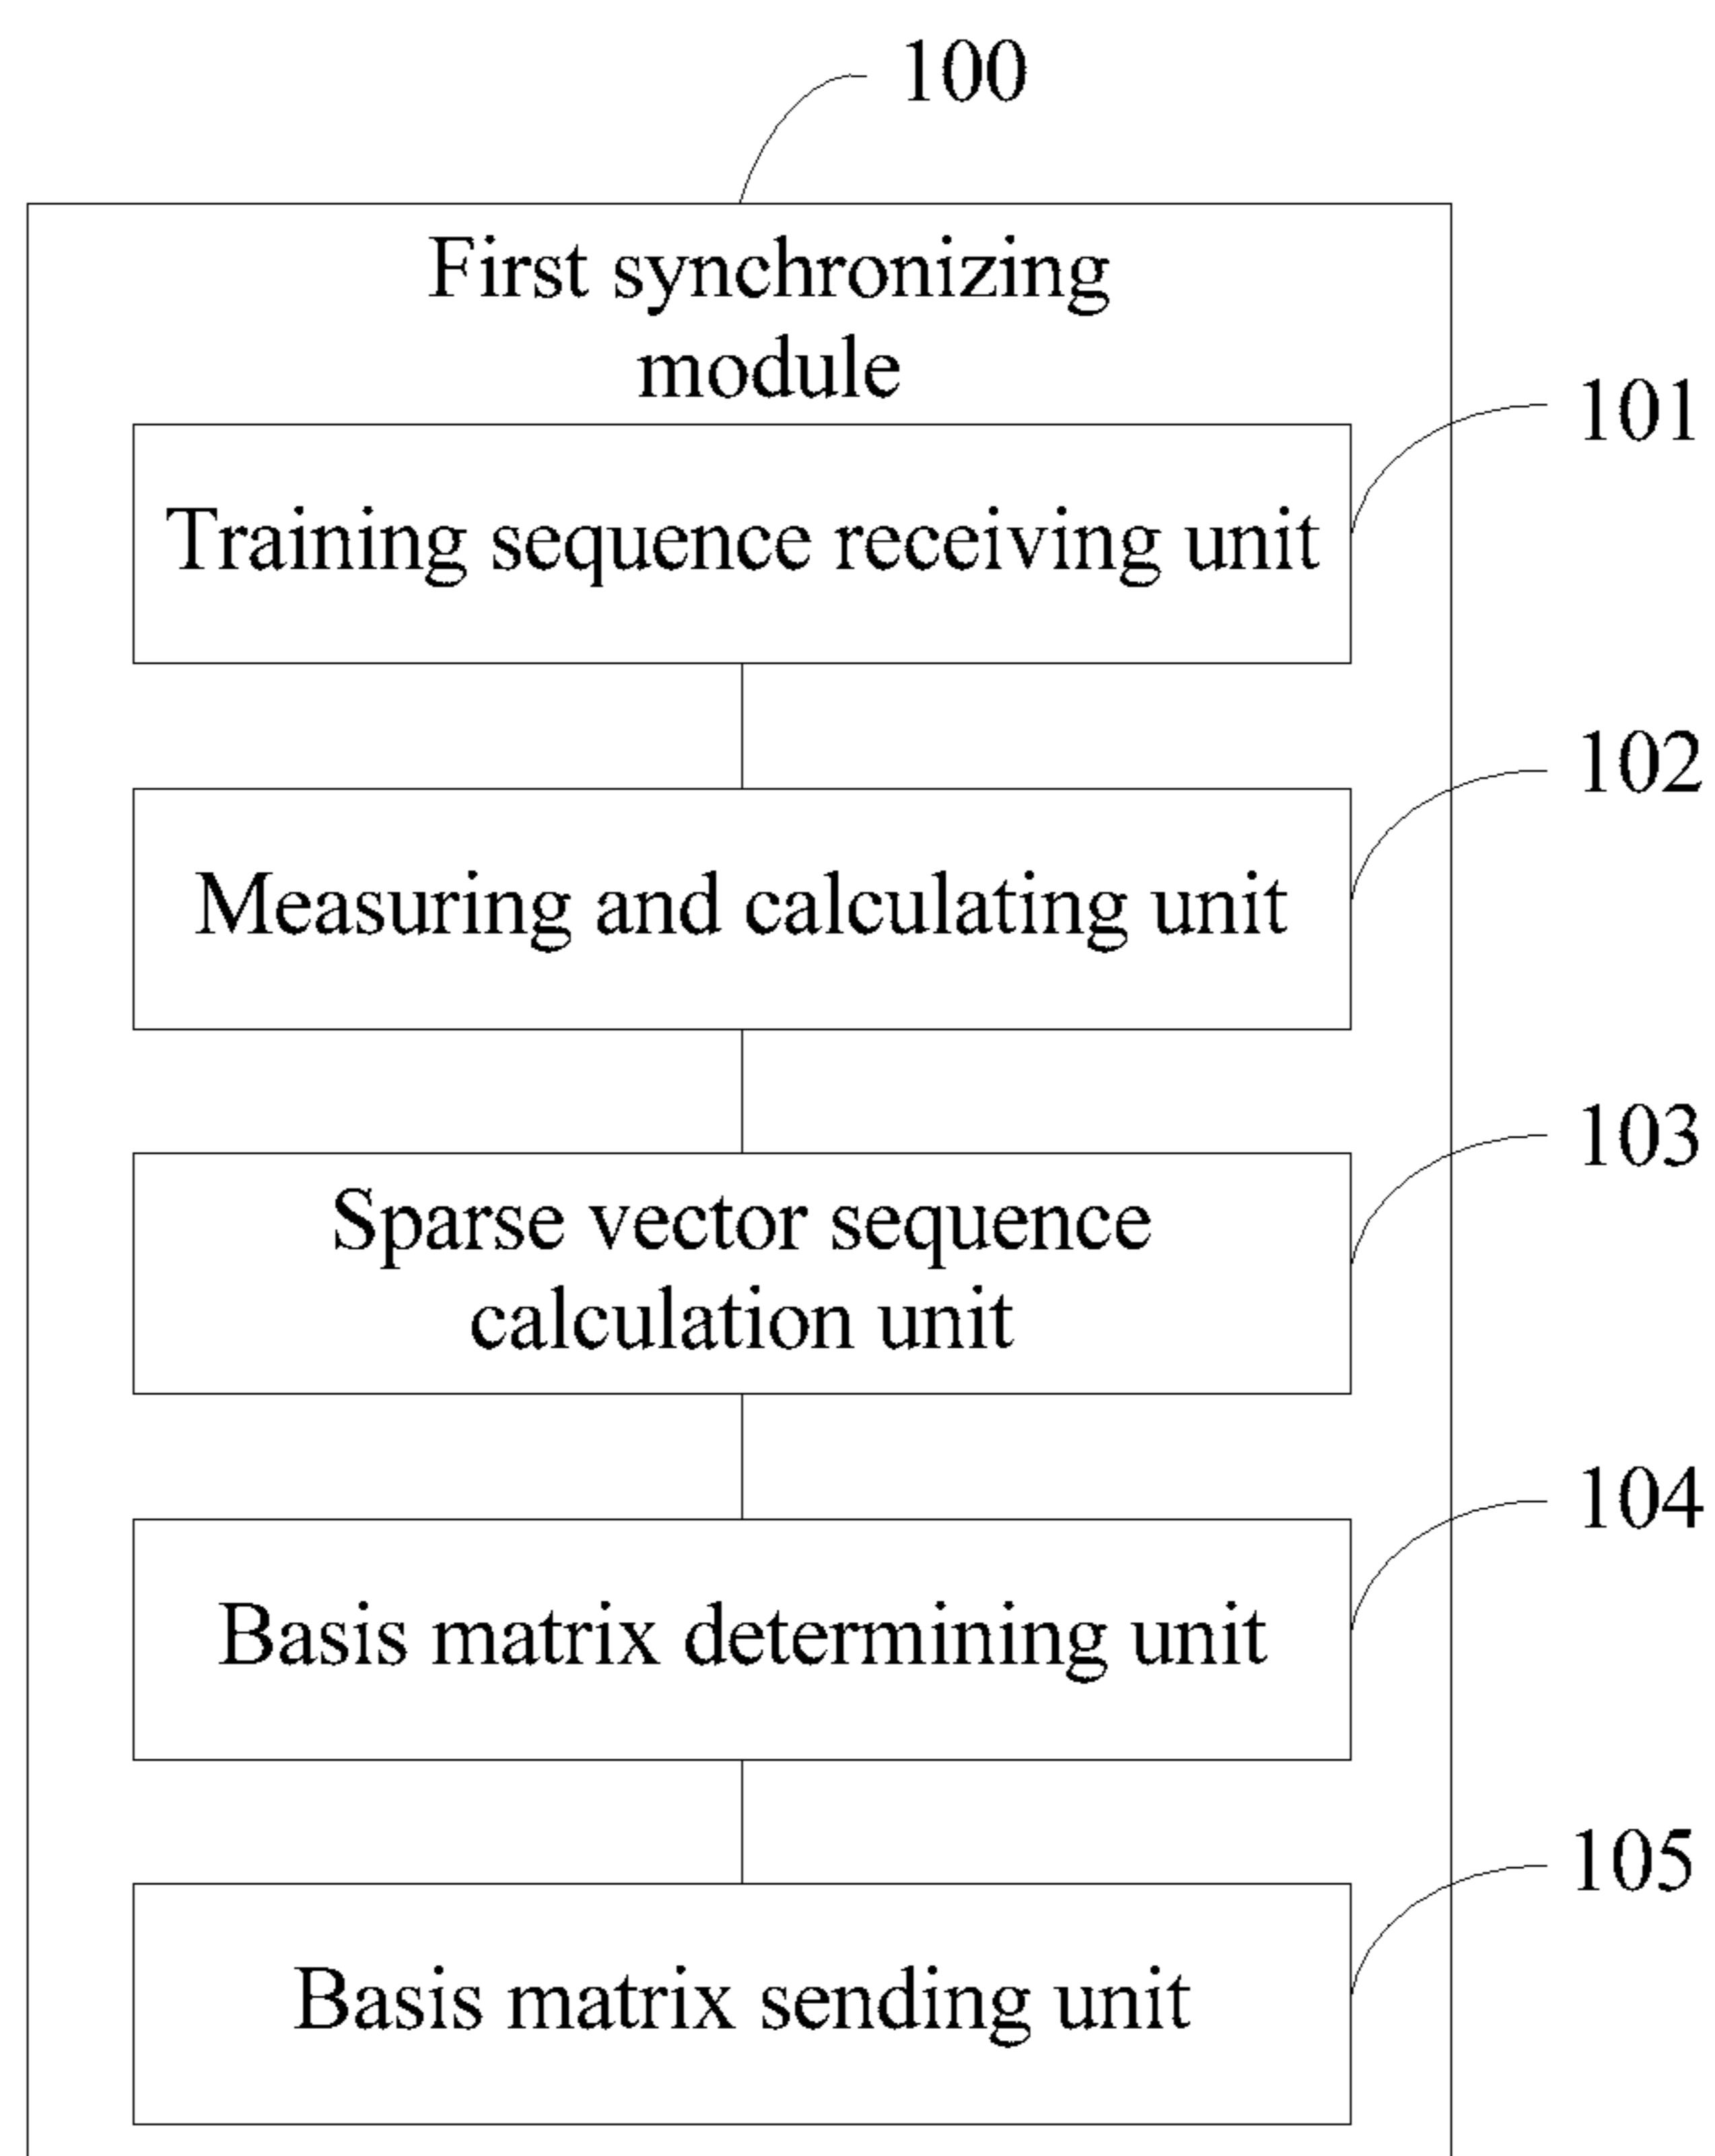 100
First synchronizing
module
101
Training sequence receiving unit
102
Measuring and calculating unit
103
Sparse vector sequence
calculation unit
104
Basis matrix determining unit
105
Basis matrix sending unit